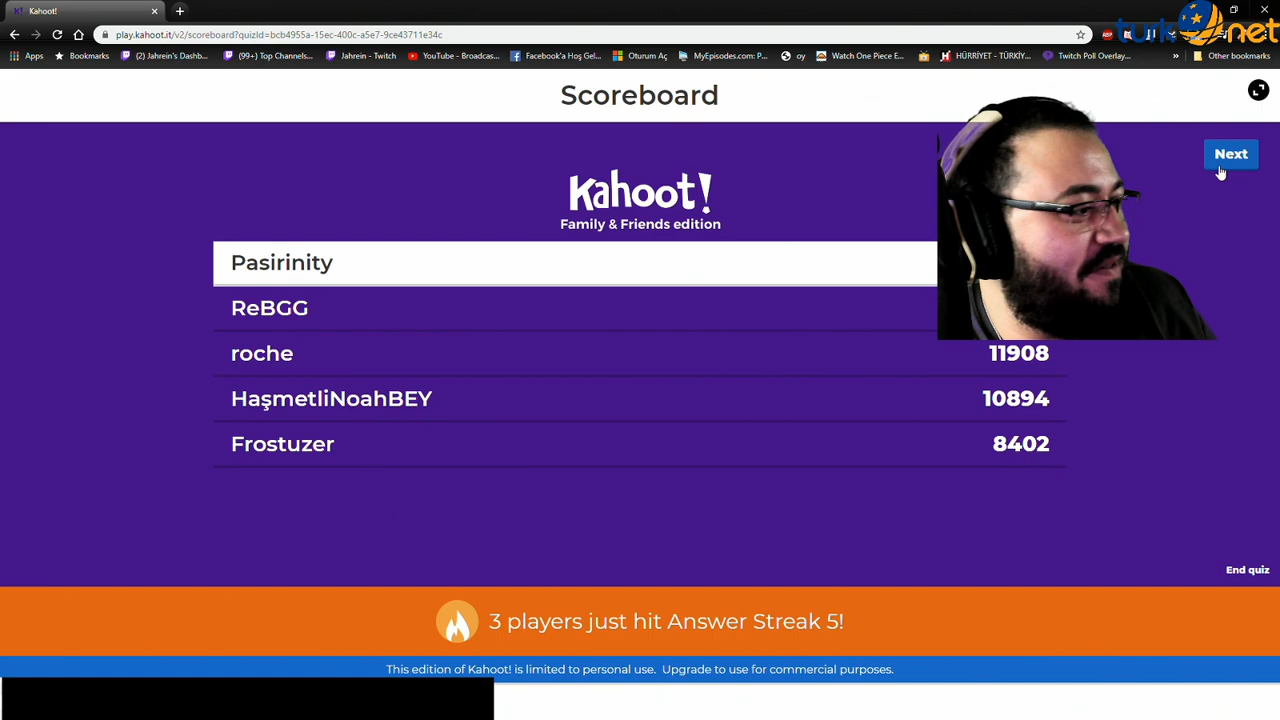 Kahoot!
play.kahoot.it/v2/scoreboard?quizId=bcb4955a-15ec-400c-a5e7-9ce43711e34c
Apps Bookmarks (2) Jahrein's Dashb... (99+) Top Channels... Jahrein - Twitch YouTube - Broadcas... Facebook'a Hoş Gel... Oturum Aç MyEpisodes.com: P... oy Watch One Piece E... HÜRRİYET - TÜRKİY... Twitch Poll Overlay... » Other bookmarks
turk net
Scoreboard
Next
Kahoot!
Family & Friends edition
Pasirinity
ReBGG
roche 11908
HaşmetliNoahBEY 10894
Frostuzer 8402
End quiz
3 players just hit Answer Streak 5!
This edition of Kahoot! is limited to personal use. Upgrade to use for commercial purposes.